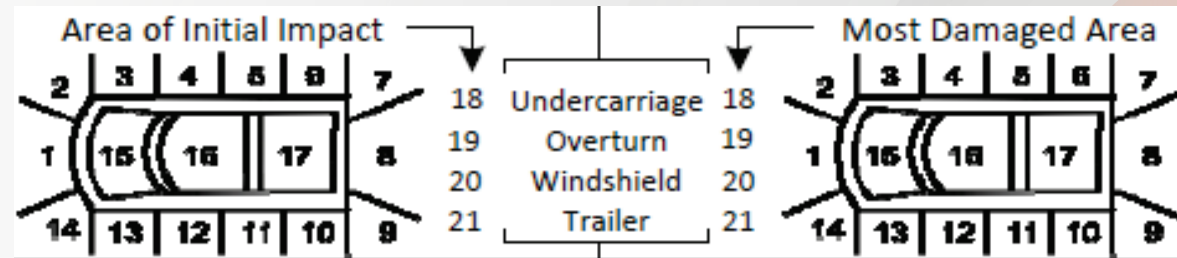 Area of Initial Impact
Most Damaged Area
2 3 4 5 6 7
18 Undercarriage 18
2 3 4 5 6 7
19 Overturn 19
1 15 16 17 8
20 Windshield 20
1 15 16 17 8
21 Trailer 21
14 13 12 11 10 9
14 13 12 11 10 9